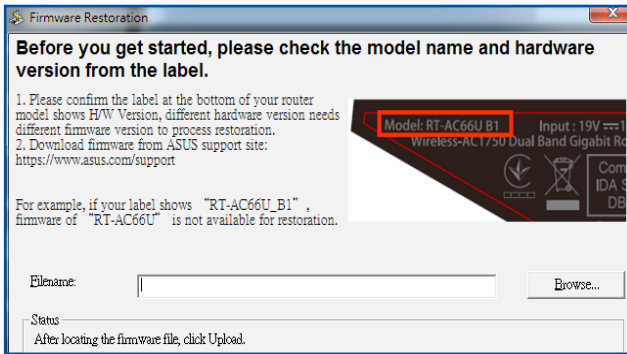 Firmware Restoration
Before you get started, please check the model name and hardware
version from the label.
1. Please confirm the label at the bottom of your router
model shows H/W Version, different hardware version needs
different firmware version to process restoration.
2. Download firmware from ASUS support site:
https://www.asus.com/support
For example, if your label shows “RT-AC66U_B1”,
firmware of “RT-AC66U” is not available for restoration.
Model: RT-AC66U B1 Input : 19V ⎓1
Wireless-AC1750 Dual Band Gigabit Ro
Com
IDA S
DB
Filename:
Browse...
Status
After locating the firmware file, click Upload.